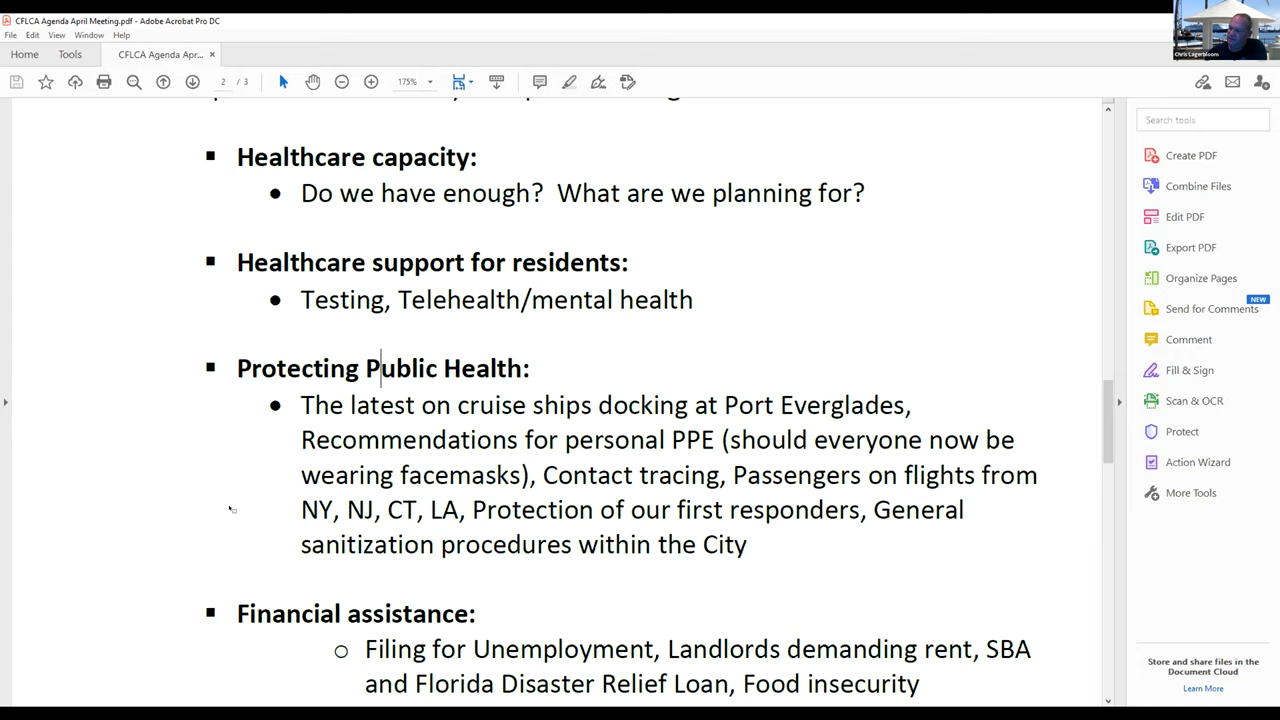 CFLCA Agenda April Meeting.pdf - Adobe Acrobat Pro DC
File Edit View Window Help
Home Tools CFLCA Agenda Apr... ×
2 / 3 175%
Chris Lagerbloom
Healthcare capacity:
Do we have enough? What are we planning for?
Healthcare support for residents:
Testing, Telehealth/mental health
Protecting Public Health:
The latest on cruise ships docking at Port Everglades,
Recommendations for personal PPE (should everyone now be
wearing facemasks), Contact tracing, Passengers on flights from
NY, NJ, CT, LA, Protection of our first responders, General
sanitization procedures within the City
Financial assistance:
Filing for Unemployment, Landlords demanding rent, SBA
and Florida Disaster Relief Loan, Food insecurity
Search tools
Create PDF
Combine Files
Edit PDF
Export PDF
Organize Pages
NEW
Send for Comments
Comment
Fill & Sign
Scan & OCR
Protect
Action Wizard
More Tools
Store and share files in the
Document Cloud
Learn More